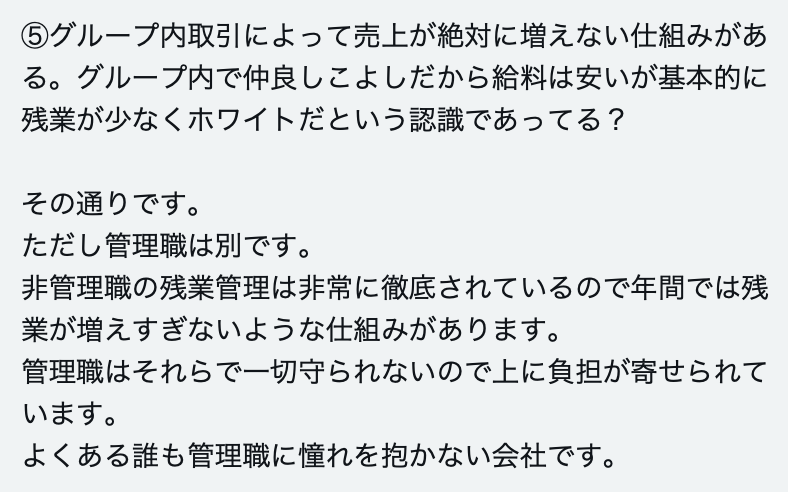 ⑤グループ内取引によって売上が絶対に増えない仕組みがあ
る。グループ内で仲良しこよしだから給料は安いが基本的に
残業が少なくホワイトだという認識であってる？
その通りです。
ただし管理職は別です。
非管理職の残業管理は非常に徹底されているので年間では残
業が増えすぎないような仕組みがあります。
管理職はそれらで一切守られないので上に負担が寄せられて
います。
よくある誰も管理職に憧れを抱かない会社です。